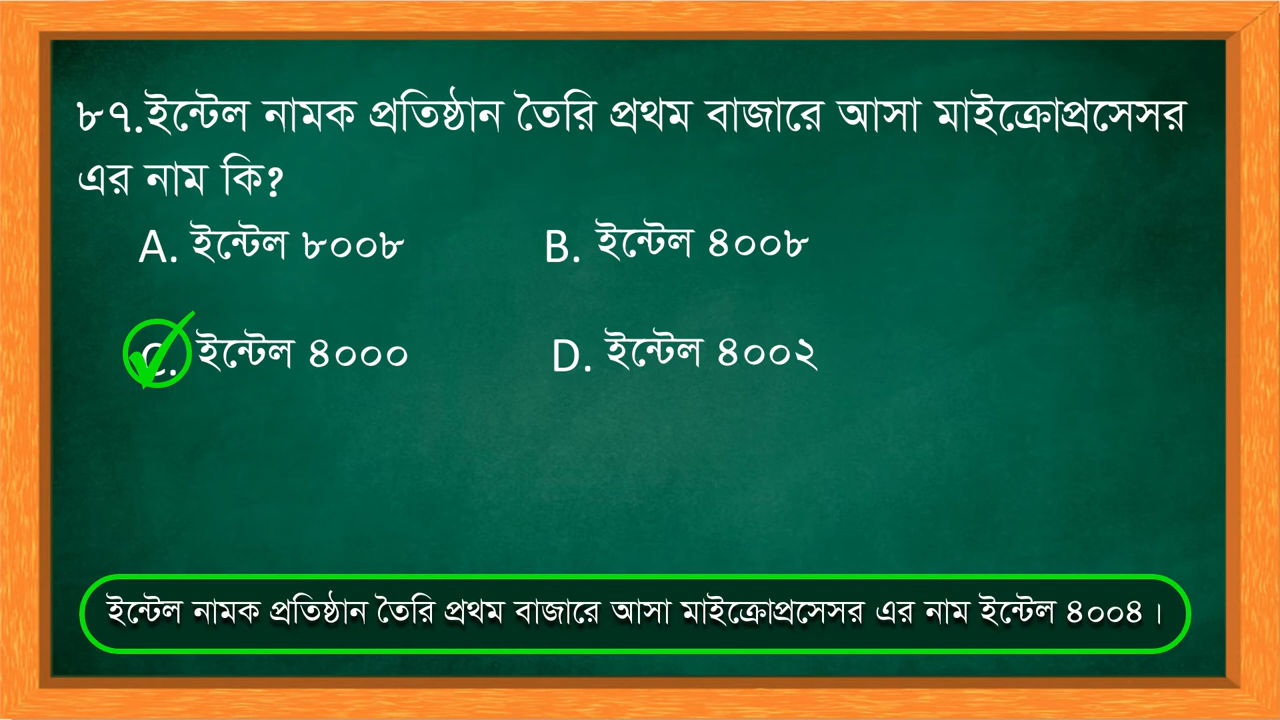 ৮৭.ইন্টেল নামক প্রতিষ্ঠান তৈরি প্রথম বাজারে আসা মাইক্রোপ্রসেসর
এর নাম কি?
A. ইন্টেল ৮০০৮ B. ইন্টেল ৪০০৮
C. ইন্টেল ৪০০০ D. ইন্টেল ৪০০২
ইন্টেল নামক প্রতিষ্ঠান তৈরি প্রথম বাজারে আসা মাইক্রোপ্রসেসর এর নাম ইন্টেল ৪০০৪।